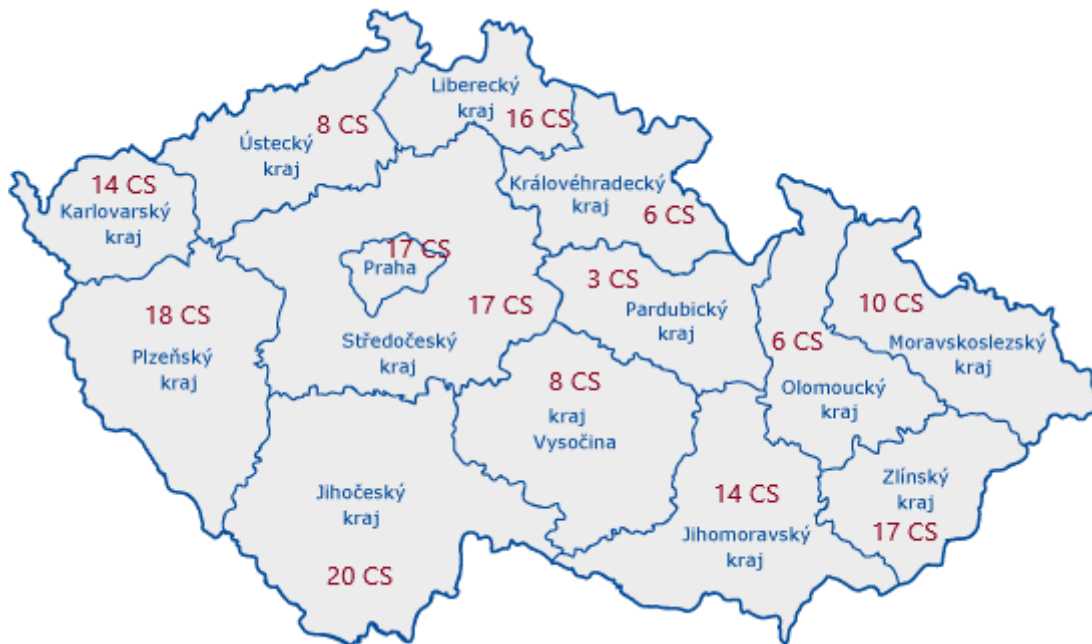 Liberecký
kraj
16 CS
8 CS
Ústecký
kraj
14 CS
Karlovarský
kraj
Královéhradecký
kraj
6 CS
17 CS
Praha
3 CS
Pardubický
kraj
18 CS
Plzeňský
kraj
17 CS
Středočeský
kraj
10 CS
Moravskoslezský
kraj
6 CS
Olomoucký
kraj
8 CS
kraj
Vysočina
Jihočeský
kraj
20 CS
14 CS
Jihomoravský
kraj
Zlínský
kraj
17 CS